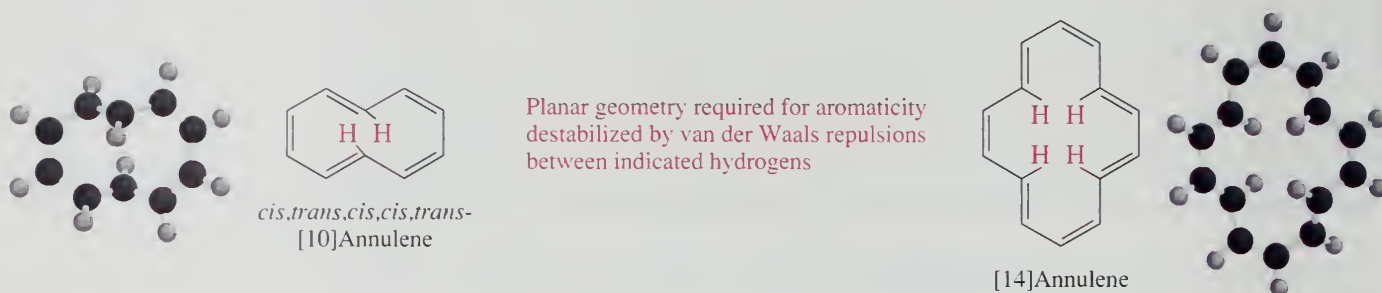 H H
cis,trans,cis,cis,trans-
[10]Annulene
Planar geometry required for aromaticity
destabilized by van der Waals repulsions
between indicated hydrogens
H H
H H
[14]Annulene